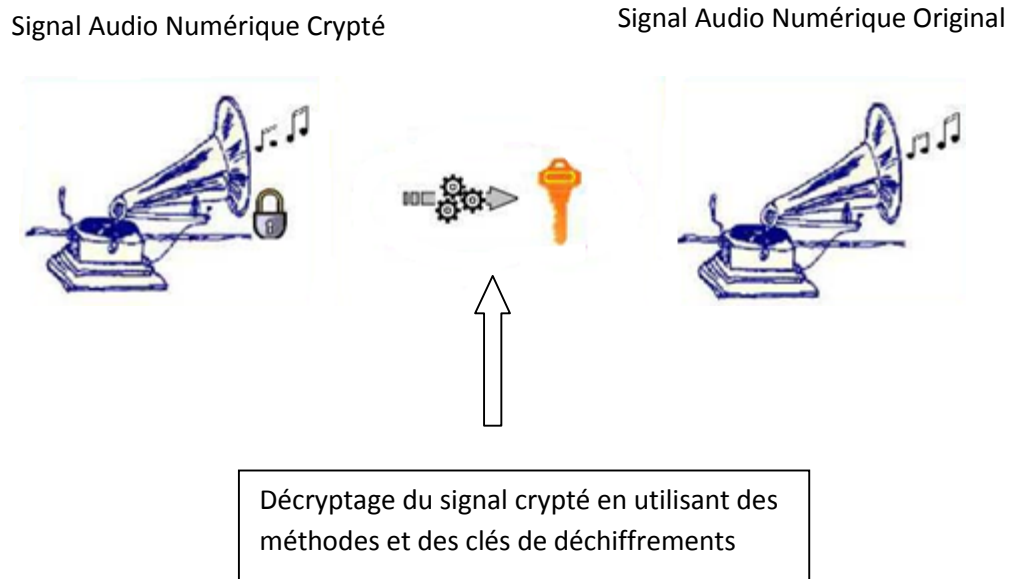 Signal Audio Numérique Crypté
Signal Audio Numérique Original
Décryptage du signal crypté en utilisant des
méthodes et des clés de déchiffrements